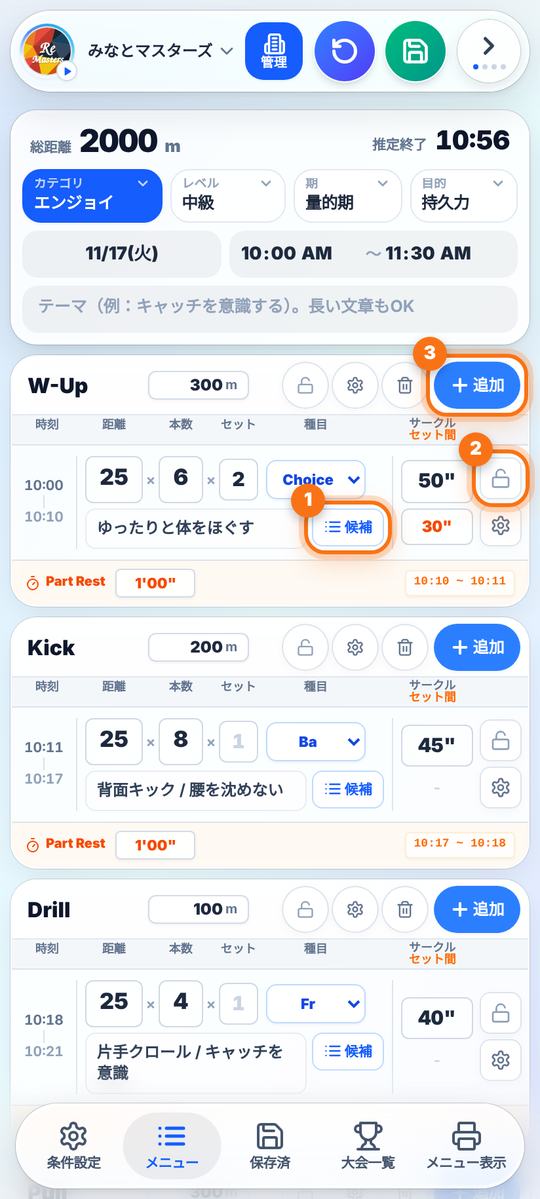 Re
Masters
みなとマスターズ
管理
総距離 2000 m
推定終了 10:56
カテゴリ
エンジョイ
レベル
中級
期
量的期
目的
持久力
11/17(火)
10:00 AM ～11:30 AM
テーマ（例：キャッチを意識する）。長い文章もOK
3
W-Up 300 m ＋ 追加
時刻 距離 本数 セット 種目 サークル
セット間
2
10:00 25 × 6 × 2 Choice 50"
1
10:10 ゆったりと体をほぐす 候補 30"
Part Rest 1'00" 10:10 ~ 10:11
Kick 200 m ＋ 追加
時刻 距離 本数 セット 種目 サークル
セット間
10:11 25 × 8 × 1 Ba 45"
10:17 背面キック / 腰を沈めない 候補 -
Part Rest 1'00" 10:17 ~ 10:18
Drill 100 m ＋ 追加
時刻 距離 本数 セット 種目 サークル
セット間
10:18 25 × 4 × 1 Fr 40"
10:21 片手クロール / キャッチを 候補 -
意識
条件設定 メニュー 保存済 大会一覧 メニュー表示
Pull 300 m